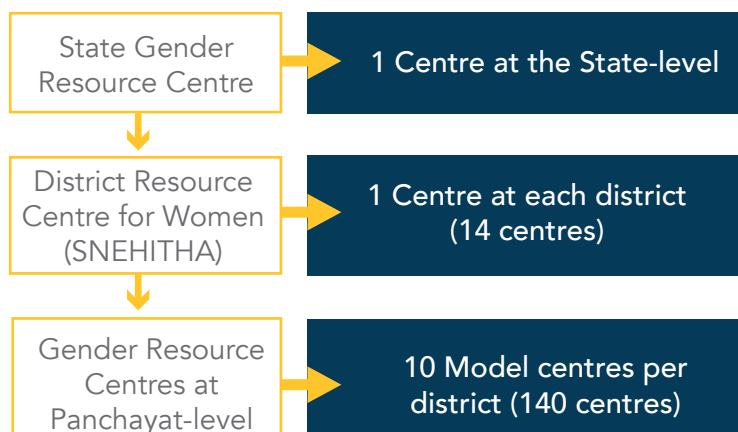 State Gender
Resource Centre
1 Centre at the State-level
District Resource
Centre for Women
(SNEHITHA)
1 Centre at each district
(14 centres)
Gender Resource
Centres at
Panchayat-level
10 Model centres per
district (140 centres)